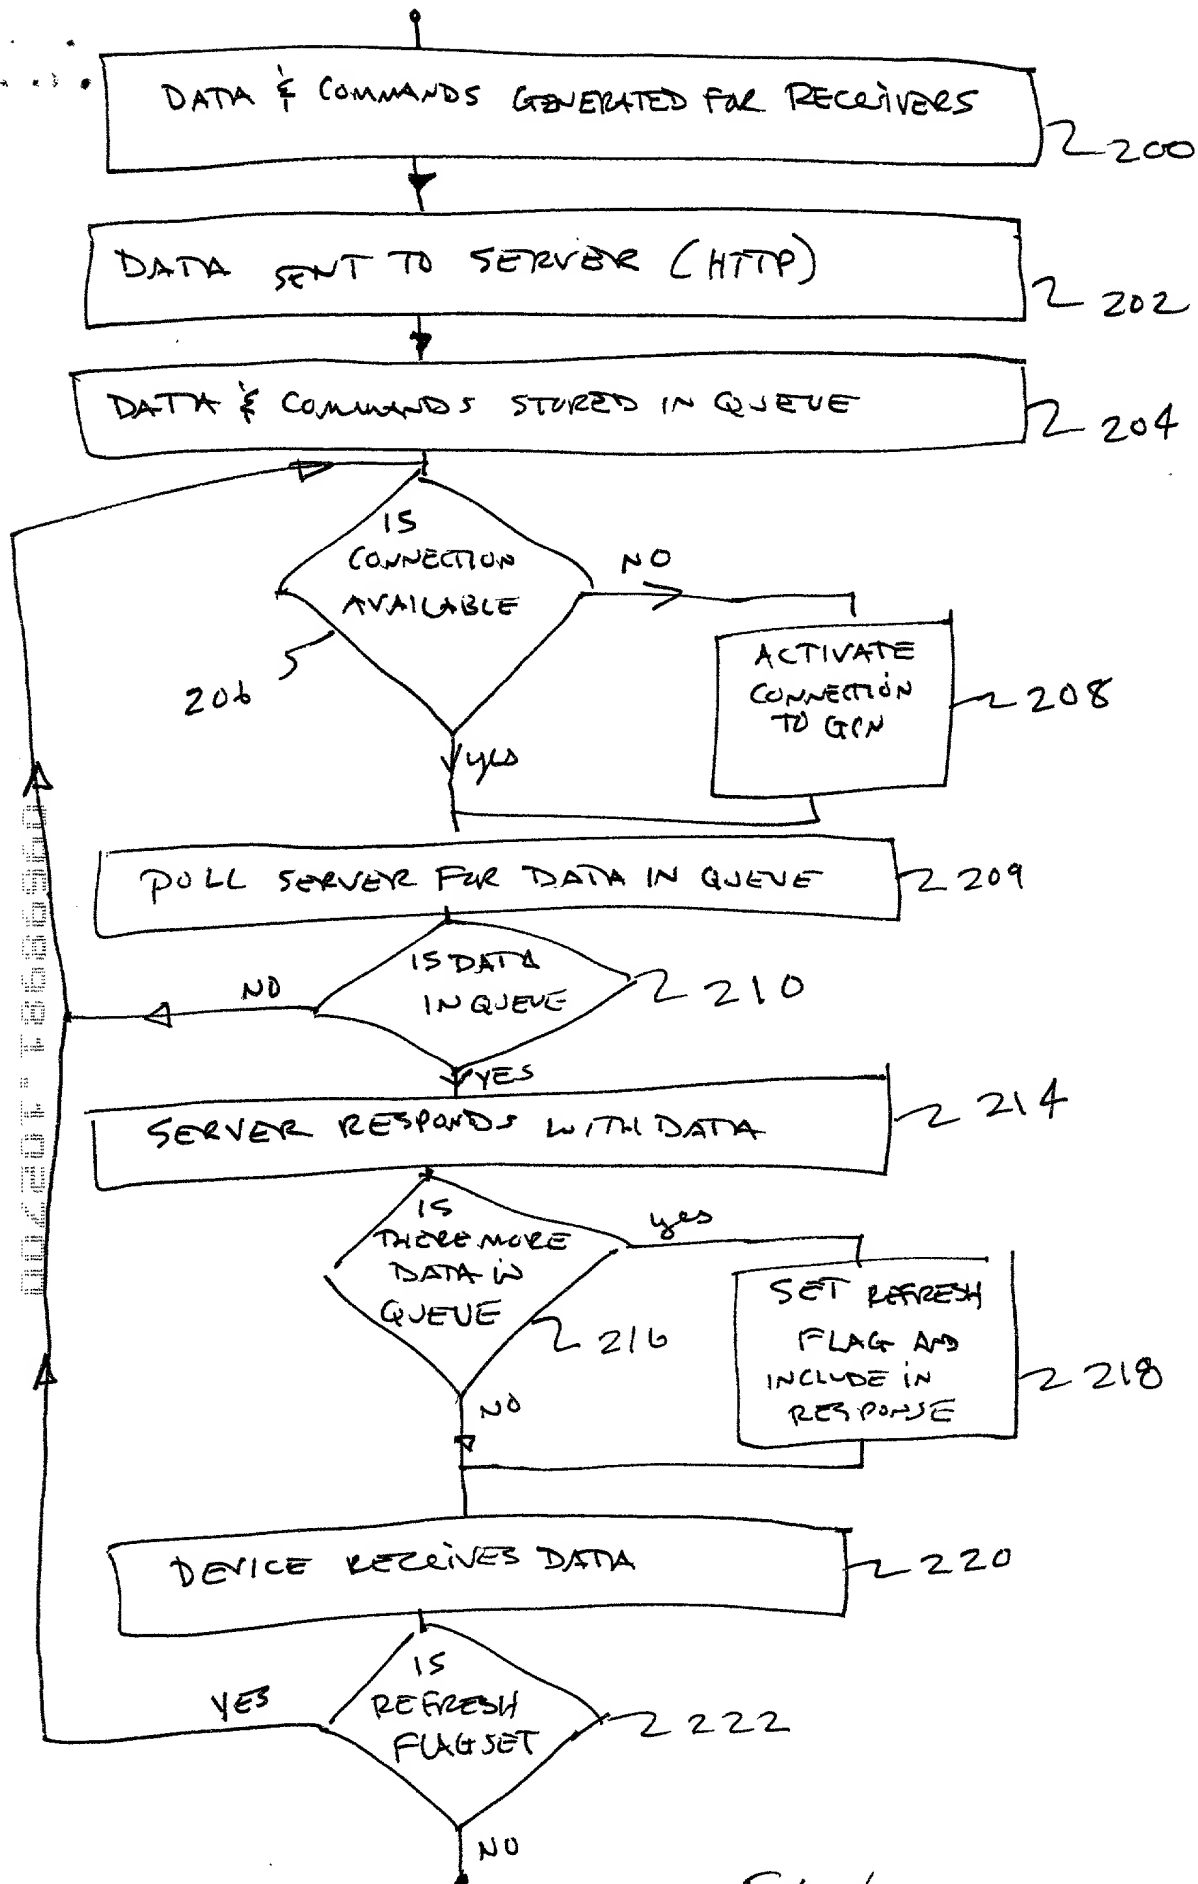 DATA & COMMANDS GENERATED FOR RECEIVERS
200
DATA SENT TO SERVER (HTTP)
202
DATA & COMMANDS STORED IN QUEUE
204
IS
CONNECTION
AVAILABLE
NO
206
ACTIVATE
CONNECTION
TO GCN
208
yes
POLL SERVER FOR DATA IN QUEUE
209
IS DATA
IN QUEUE
NO
210
YES
SERVER RESPONDS WITH DATA
214
IS
THERE MORE
DATA IN
QUEUE
yes
216
SET REFRESH
FLAG AND
INCLUDE IN
RESPONSE
218
NO
DEVICE RECEIVES DATA
220
IS
REFRESH
FLAG SET
YES
222
NO